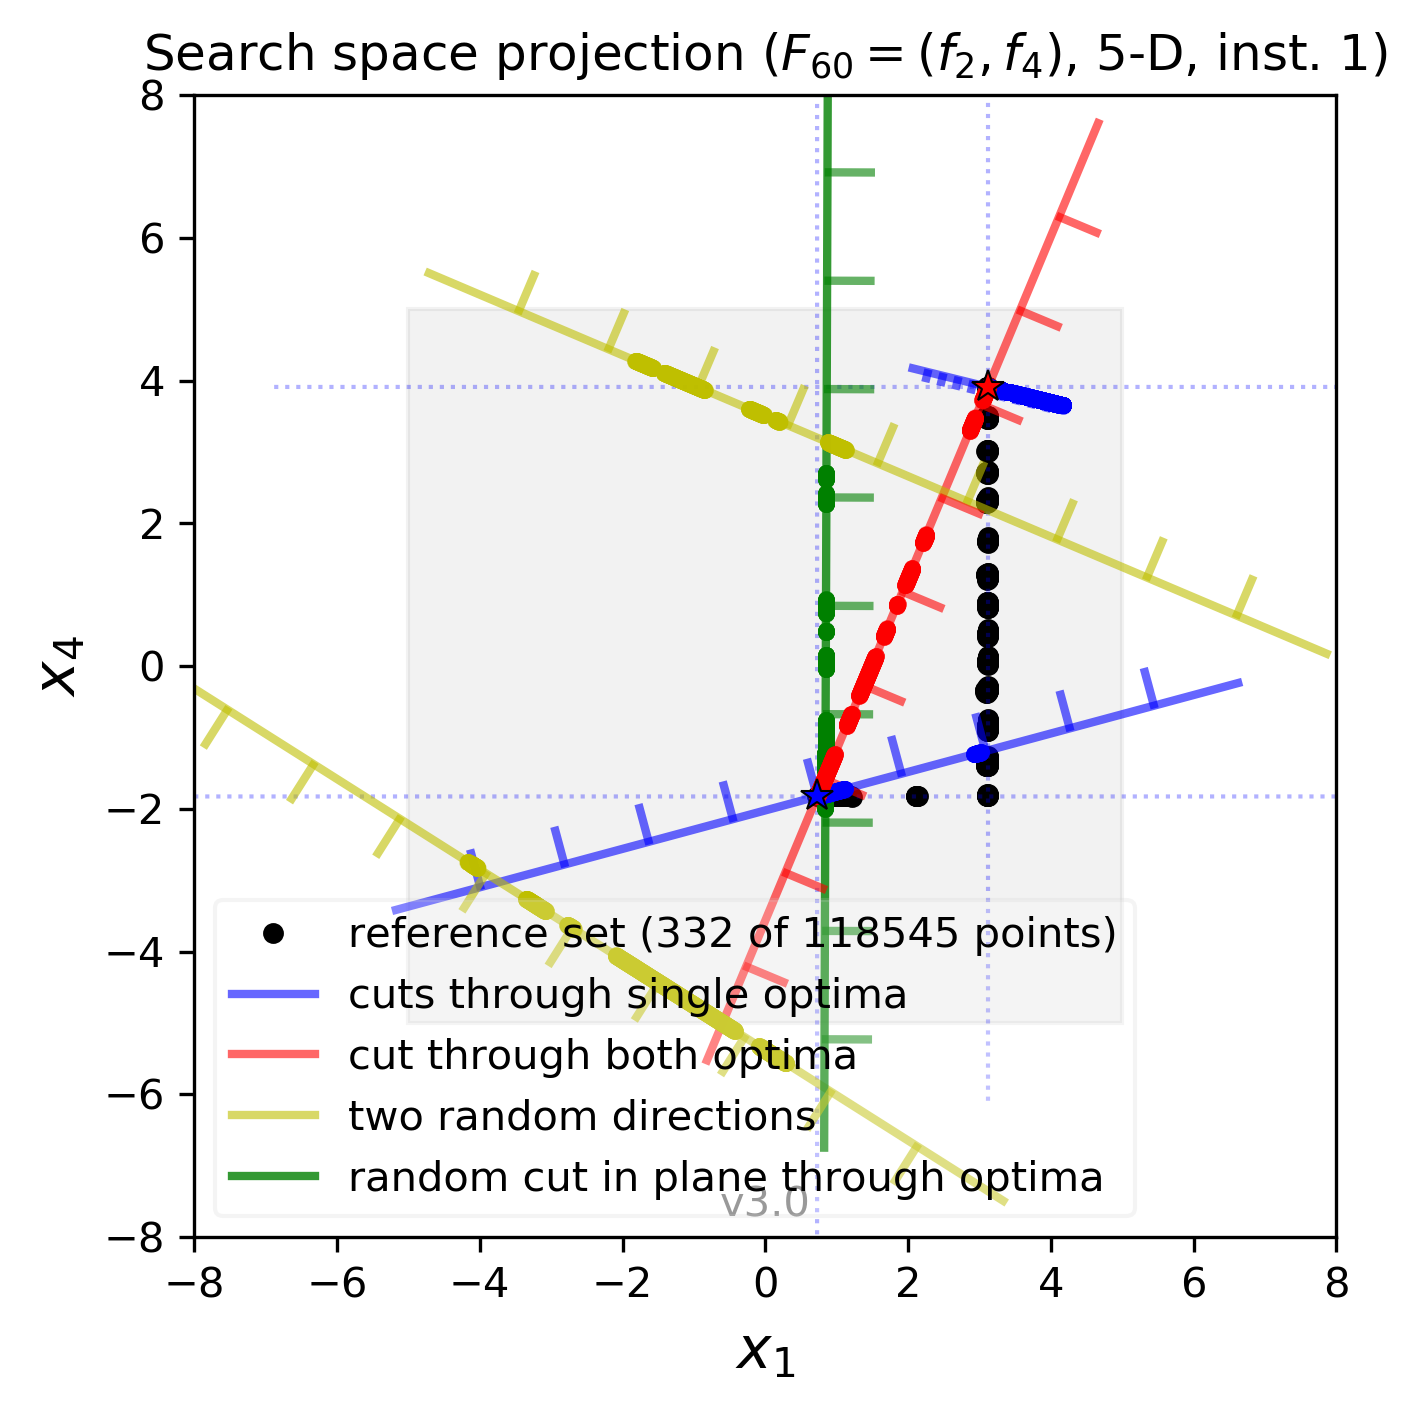 Search space projection (F60 = (f2, f4), 5-D, inst. 1)
8
6
4
2
0
−2
−4
−6
−8
x4
reference set (332 of 118545 points)
cuts through single optima
cut through both optima
two random directions
random cut in plane through optima
v3.0
−8 −6 −4 −2 0 2 4 6 8
x1